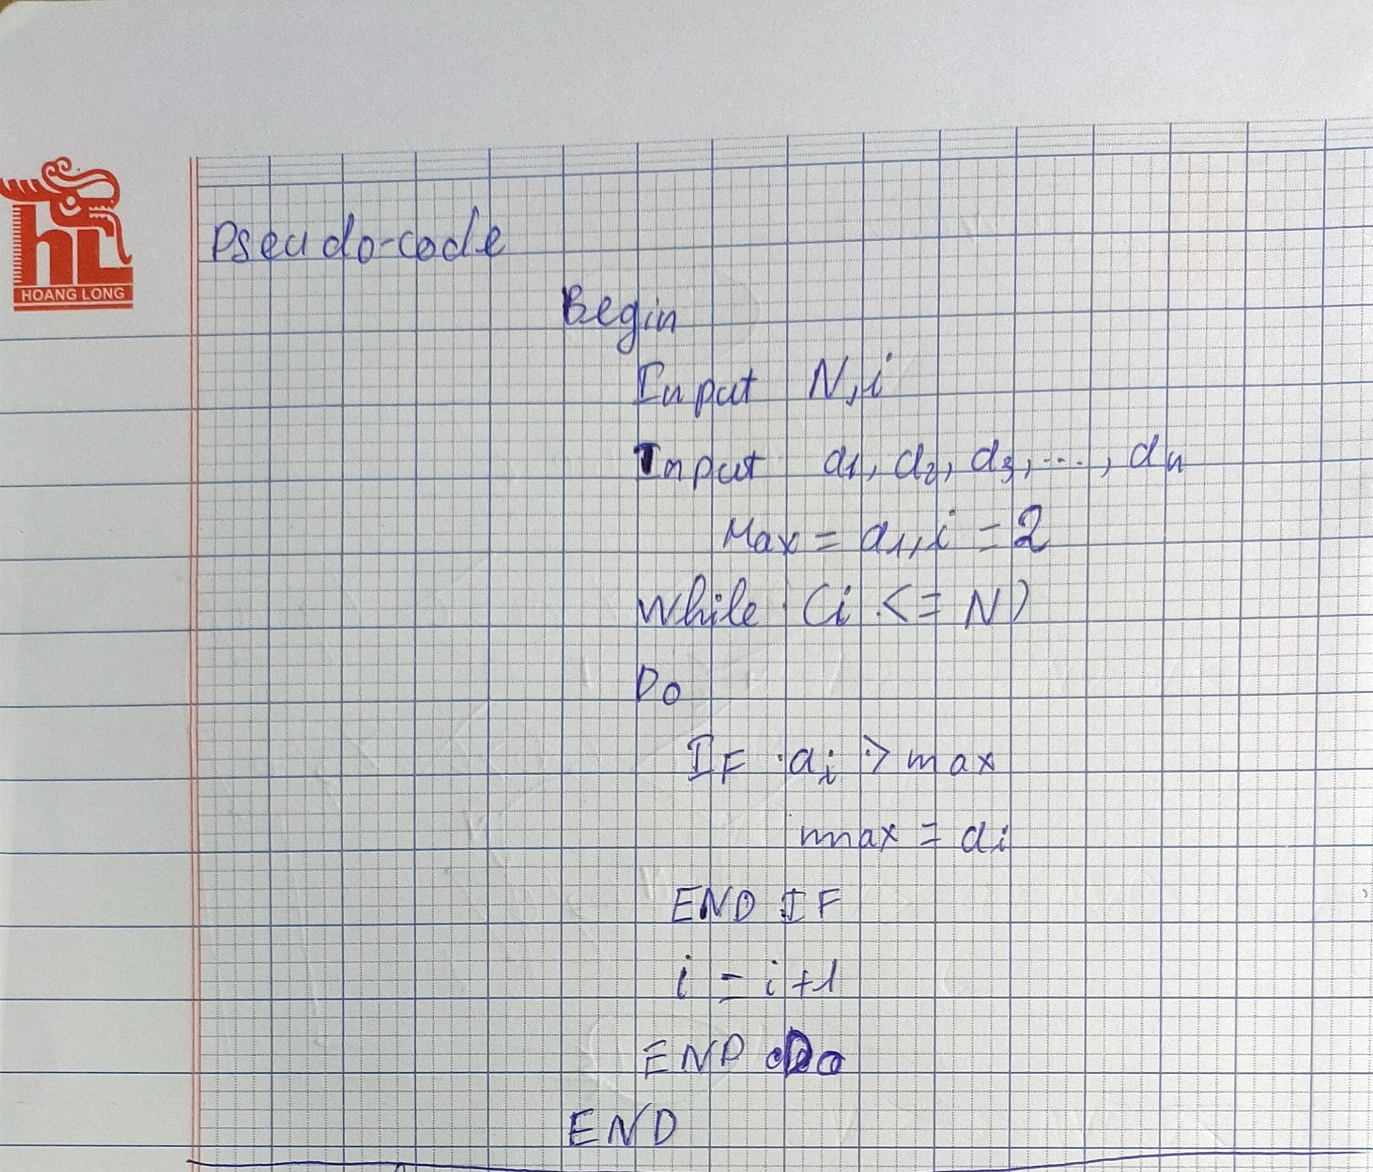 hL
HOANG LONG
Pseudo-code
Begin
Input N, i
Input a1, a2, a3, ..., an
Max = a1, i = 2
While (i <= N)
Do
IF ai > max
max = ai
END IF
i = i+1
END Do
END